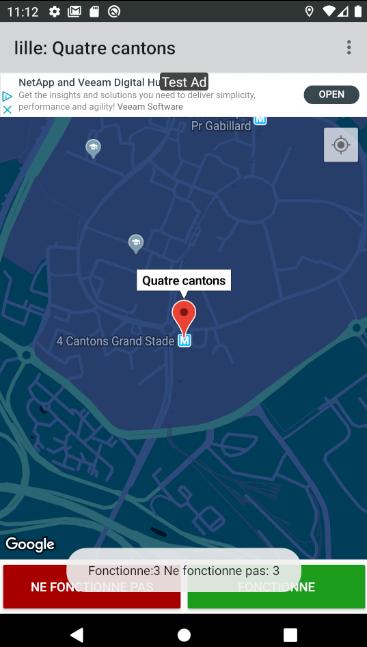 11:12
lille: Quatre cantons
NetApp and Veeam Digital Hu
Test Ad
Get the insights and solutions you need to deliver simplicity,
performance and agility! Veeam Software
OPEN
Pr Gabillard M
Quatre cantons
4 Cantons Grand Stade M
Google
Fonctionne:3 Ne fonctionne pas: 3
NE FONCTIONNE PAS
FONCTIONNE